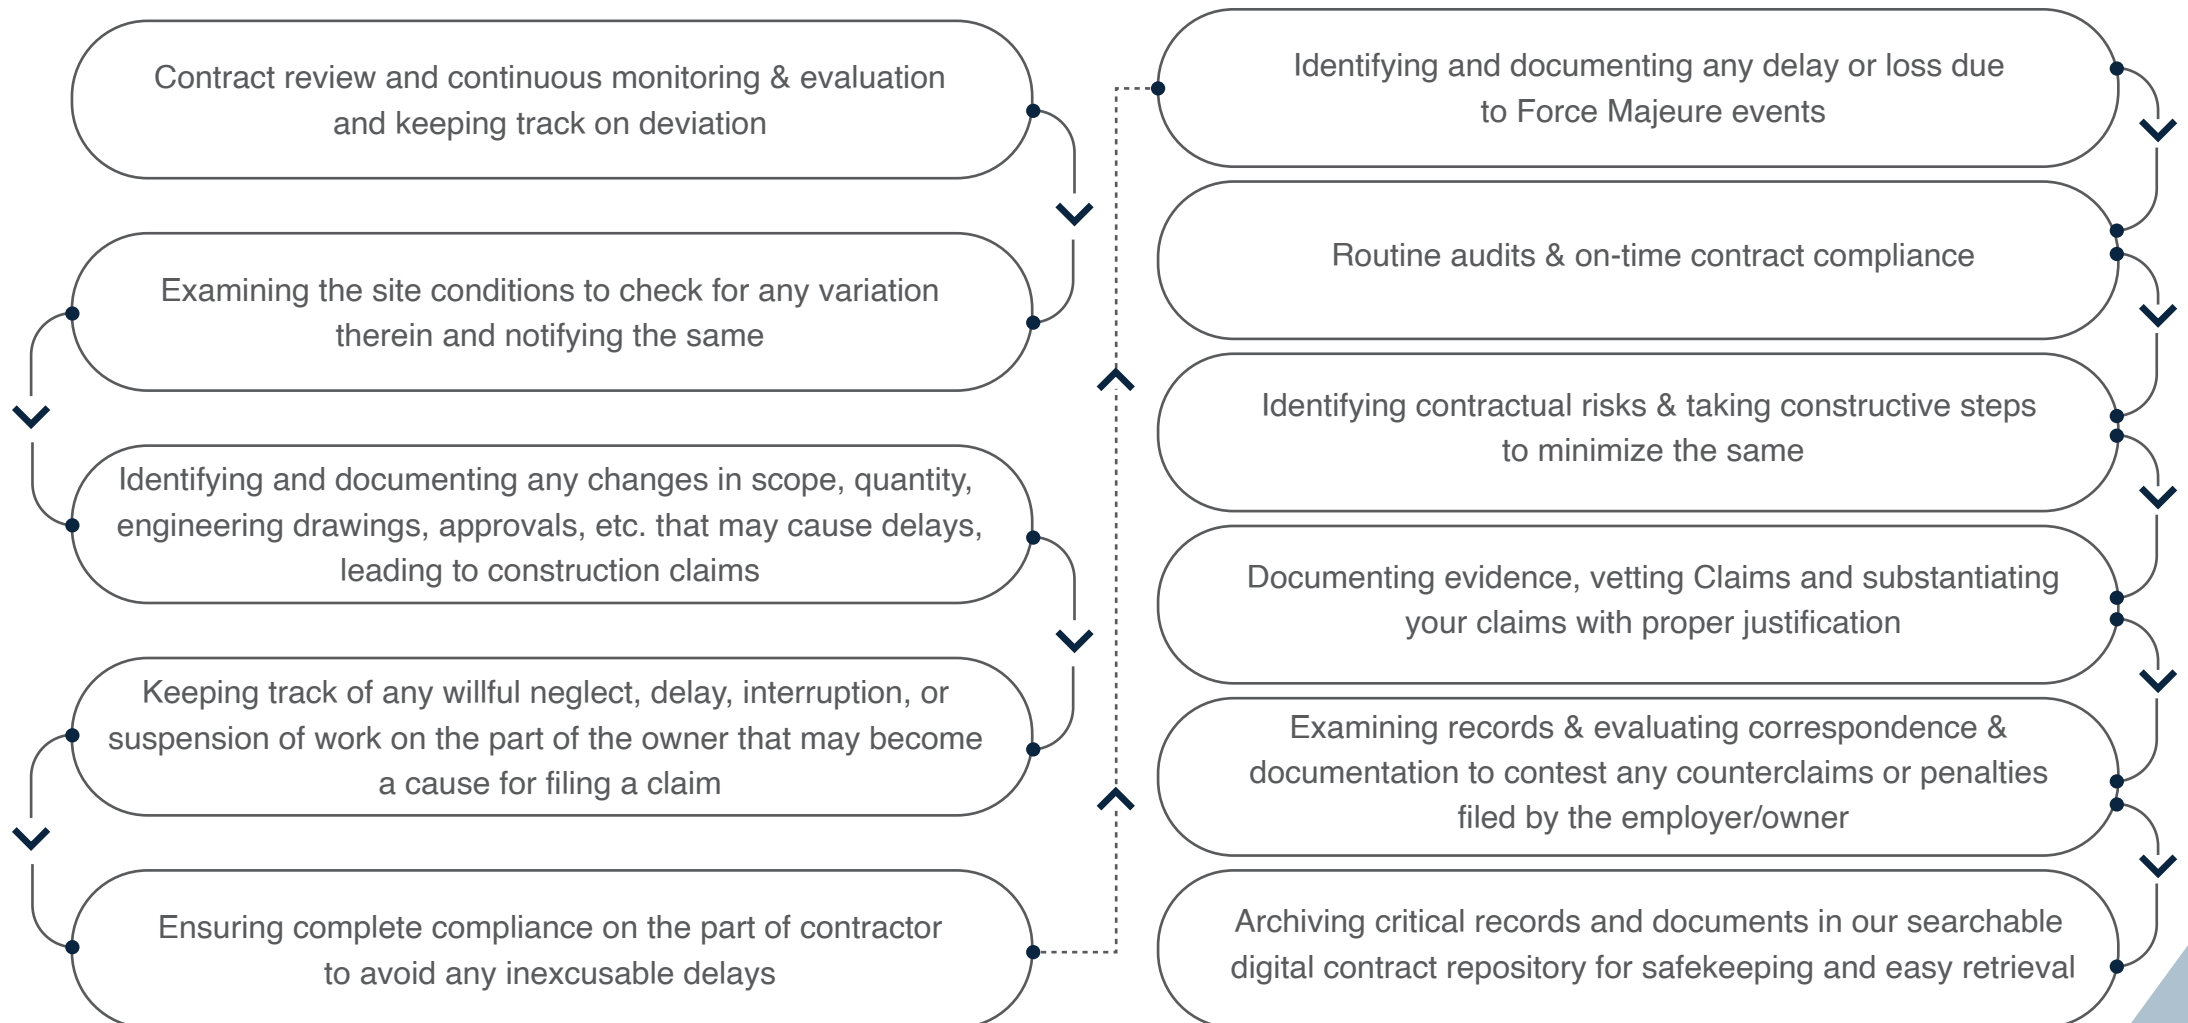 Contract review and continuous monitoring & evaluation
and keeping track on deviation
Examining the site conditions to check for any variation
therein and notifying the same
Identifying and documenting any changes in scope, quantity,
engineering drawings, approvals, etc. that may cause delays,
leading to construction claims
Keeping track of any willful neglect, delay, interruption, or
suspension of work on the part of the owner that may become
a cause for filing a claim
Ensuring complete compliance on the part of contractor
to avoid any inexcusable delays
Identifying and documenting any delay or loss due
to Force Majeure events
Routine audits & on-time contract compliance
Identifying contractual risks & taking constructive steps
to minimize the same
Documenting evidence, vetting Claims and substantiating
your claims with proper justification
Examining records & evaluating correspondence &
documentation to contest any counterclaims or penalties
filed by the employer/owner
Archiving critical records and documents in our searchable
digital contract repository for safekeeping and easy retrieval